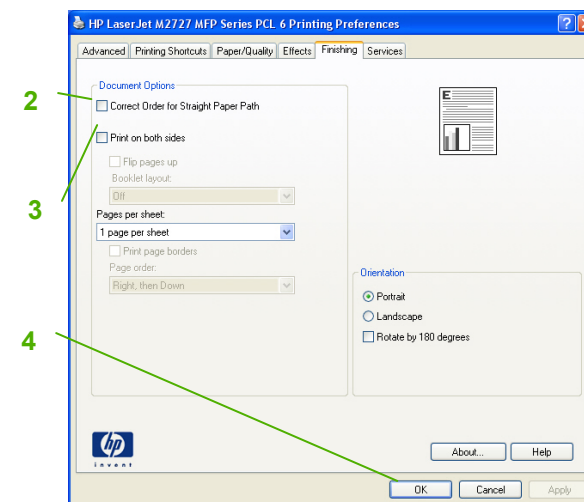 HP LaserJet M2727 MFP Series PCL 6 Printing Preferences
Advanced Printing Shortcuts Paper/Quality Effects Finishing Services
Document Options
2
Correct Order for Straight Paper Path
E
Print on both sides
Flip pages up
Booklet layout:
3
Off
Pages per sheet:
1 page per sheet
Print page borders
Page order:
Right, then Down
Orientation
Portrait
Landscape
Rotate by 180 degrees
4
hp
invent
About... Help
OK Cancel Apply